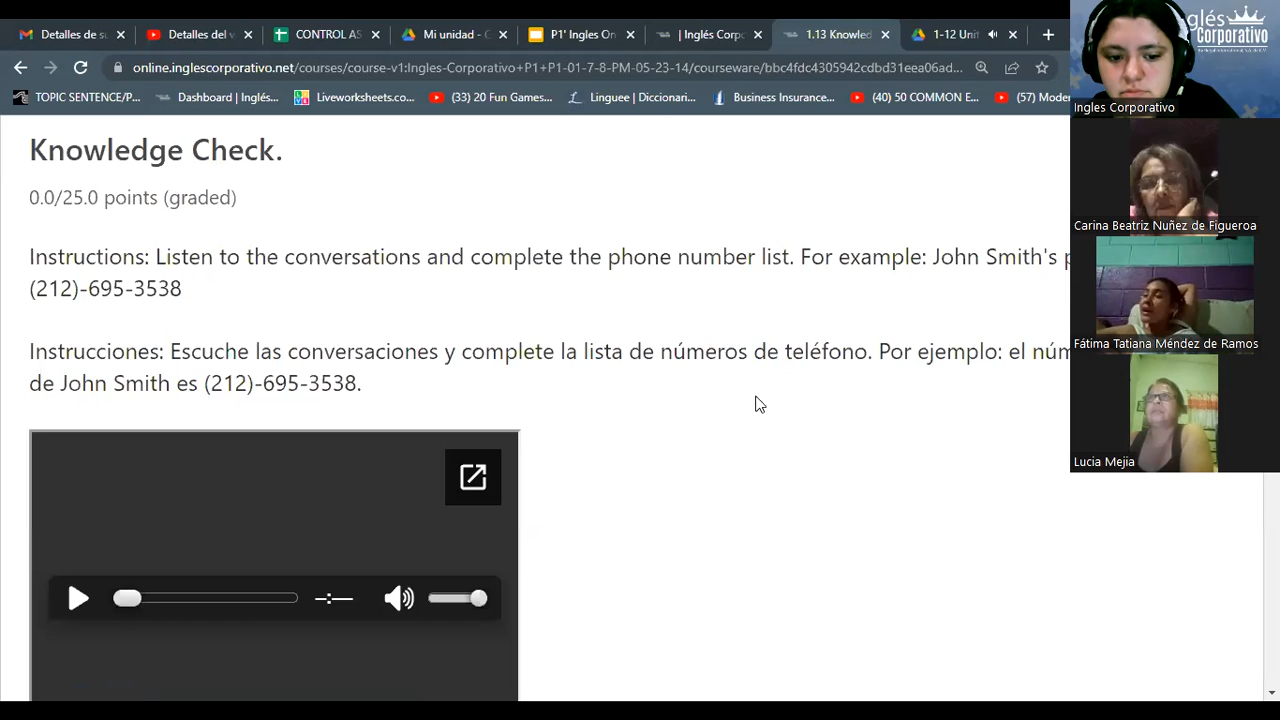 Detalles de su
Detalles del v
CONTROL AS
Mi unidad - G
P1' Ingles On
| Inglés Corpo
1.13 Knowled
1-12 Unit
online.inglescorporativo.net/courses/course-v1:Ingles-Corporativo+P1+P1-01-7-8-PM-05-23-14/courseware/bbc4fdc4305942cdbd31eea06ad...
TOPIC SENTENCE/P...
Dashboard | Inglés...
Liveworksheets.co...
(33) 20 Fun Games...
Linguee | Diccionari...
Business Insurance...
(40) 50 COMMON E...
(57) Mode
Knowledge Check.
0.0/25.0 points (graded)
Instructions: Listen to the conversations and complete the phone number list. For example: John Smith's p
(212)-695-3538
Instrucciones: Escuche las conversaciones y complete la lista de números de teléfono. Por ejemplo: el núm
de John Smith es (212)-695-3538.
--:--
glés
Corporativo
Ingles Corporativo
Carina Beatriz Nuñez de Figueroa
Fátima Tatiana Méndez de Ramos
Lucia Mejia